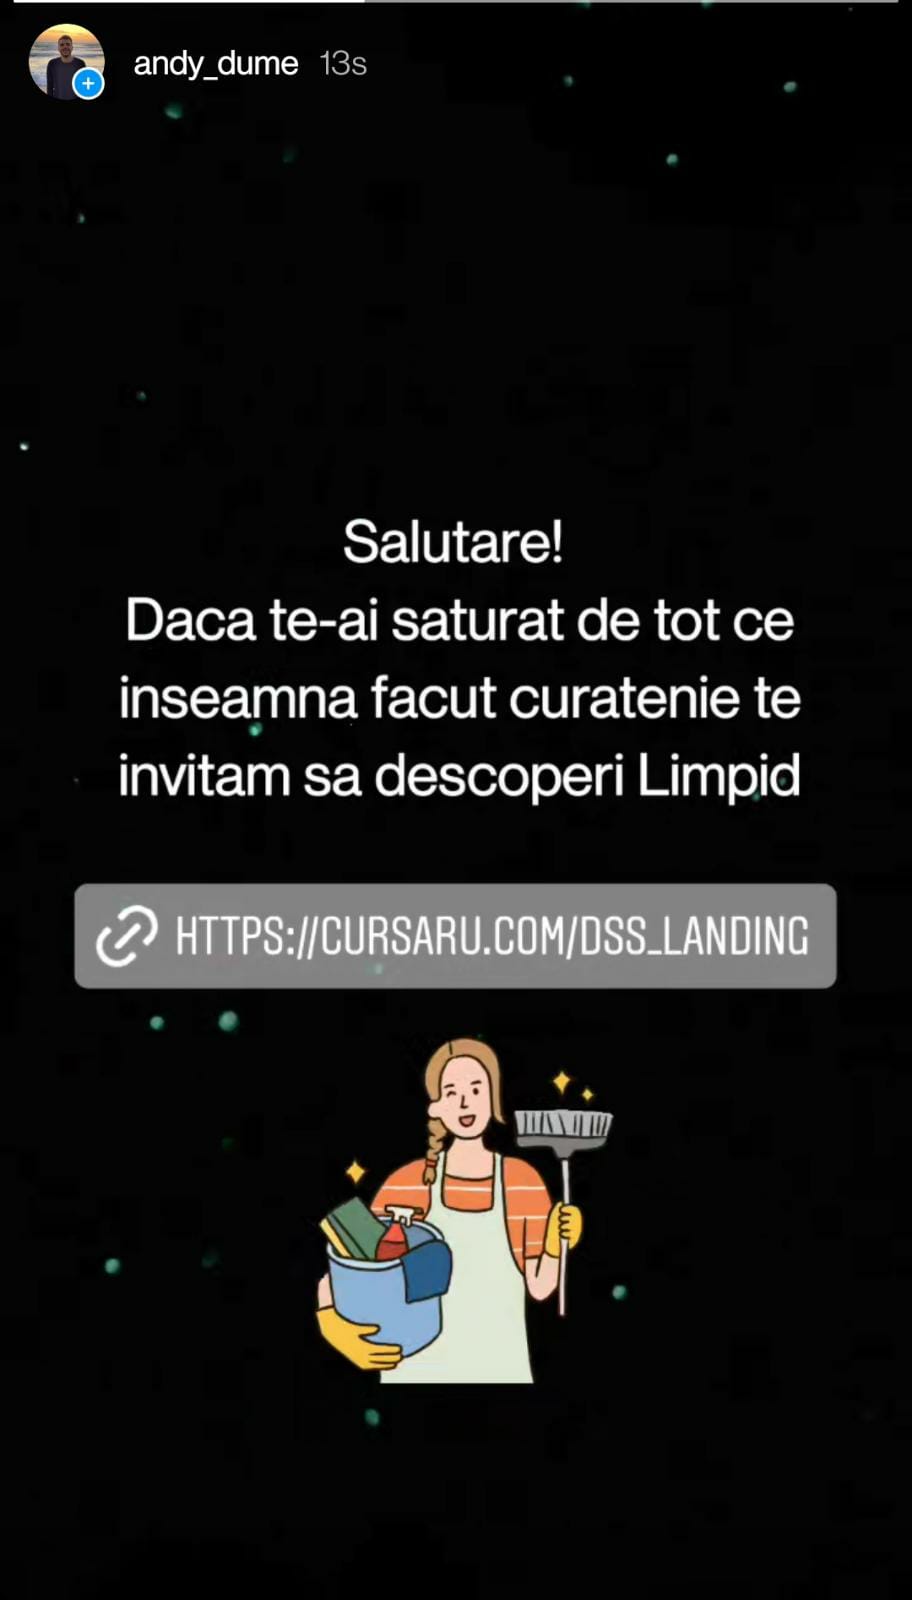 andy_dume 13s
Salutare!
Daca te-ai saturat de tot ce
inseamna facut curatenie te
invitam sa descoperi Limpid
HTTPS://CURSARU.COM/DSS_LANDING